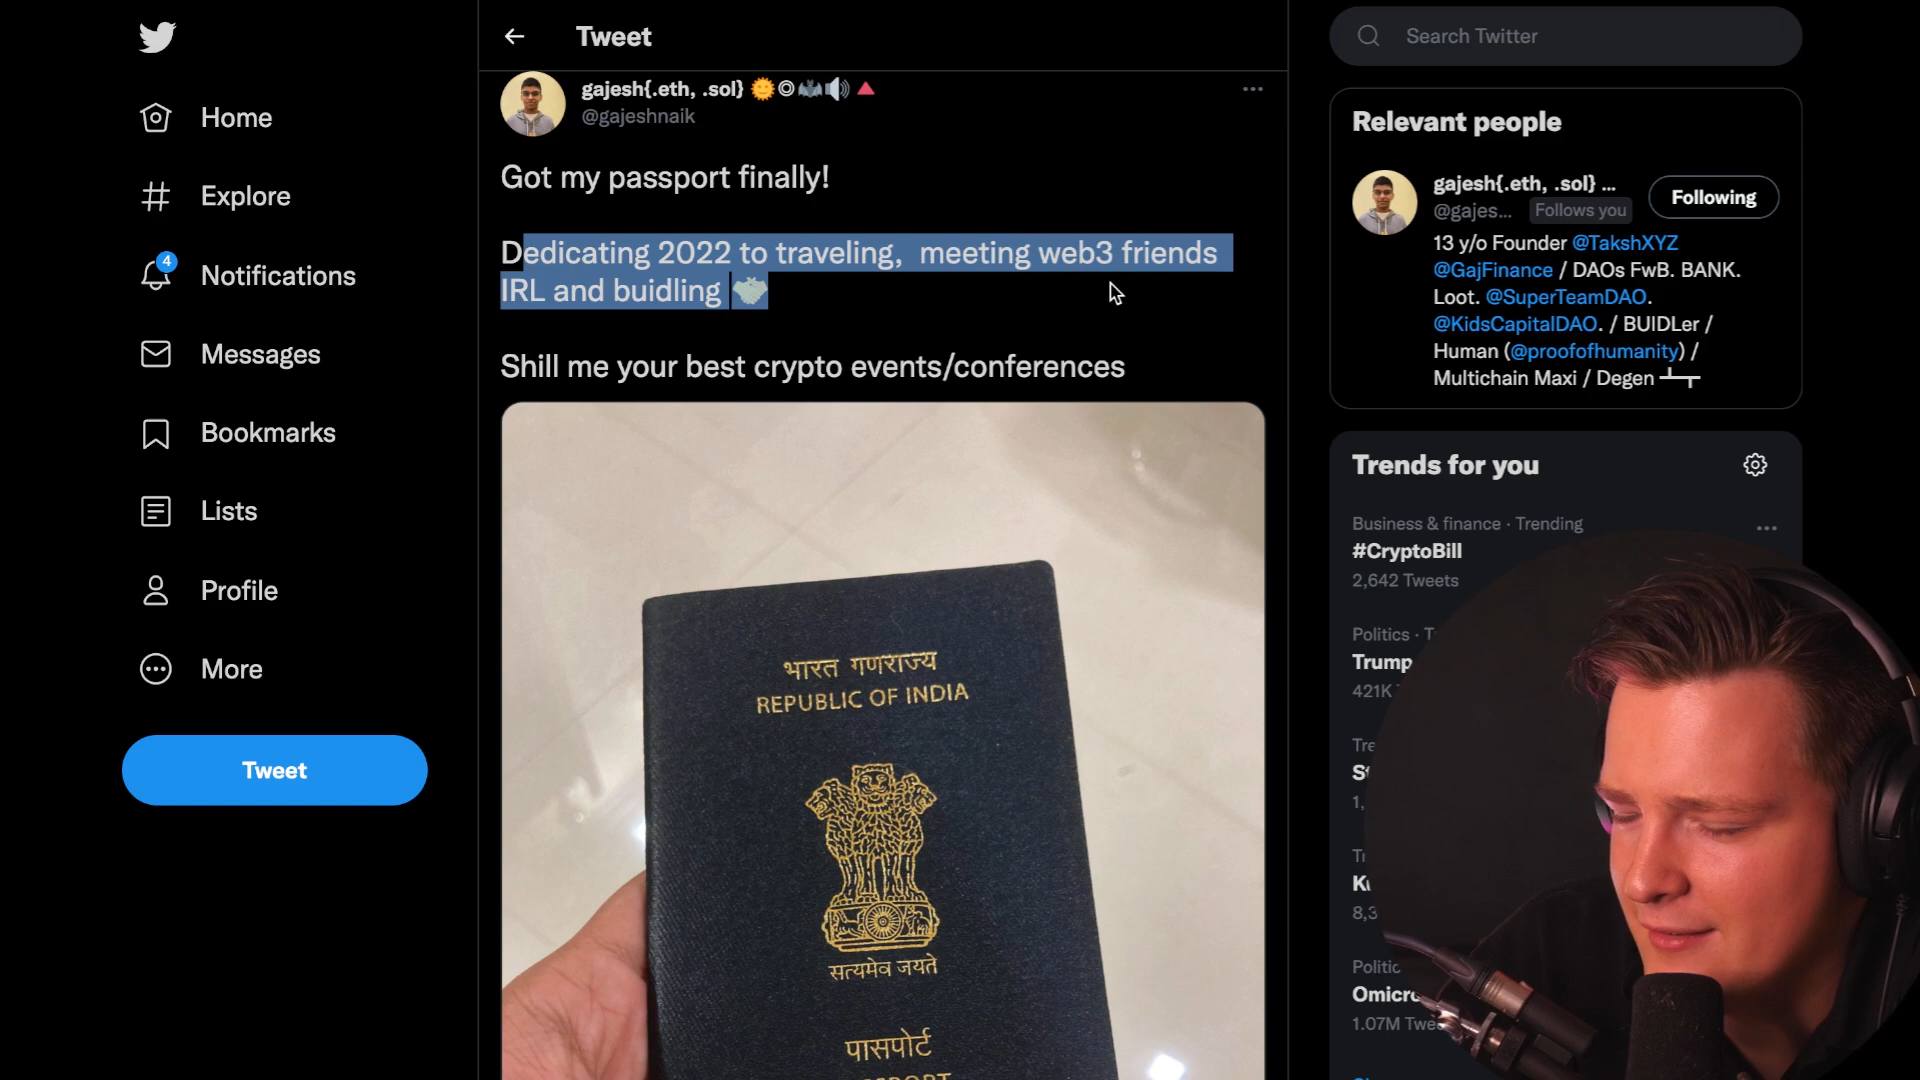 Home
Explore
4
Notifications
Messages
Bookmarks
Lists
Profile
More
Tweet
Tweet
gajesh{.eth, .sol}
@gajeshnaik
Got my passport finally!
Dedicating 2022 to traveling, meeting web3 friends
IRL and buidling
Shill me your best crypto events/conferences
भारत गणराज्य
REPUBLIC OF INDIA
सत्यमेव जयते
पासपोर्ट
Search Twitter
Relevant people
gajesh{.eth, .sol} ...
@gajes... Follows you
Following
13 y/o Founder @TakshXYZ
@GajFinance / DAOs FwB. BANK.
Loot. @SuperTeamDAO.
@KidsCapitalDAO. / BUIDLer /
Human (@proofofhumanity) /
Multichain Maxi / Degen
Trends for you
Business & finance · Trending
#CryptoBill
2,642 Tweets
Politics · T
Trump
421K